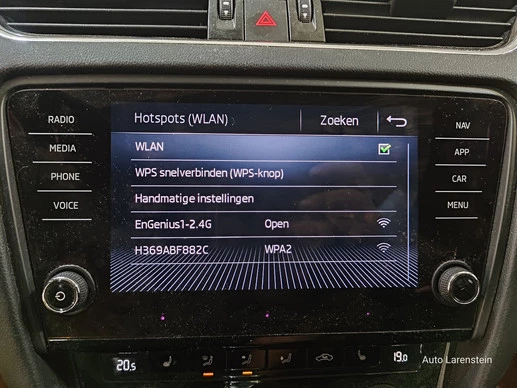 RADIO
MEDIA
PHONE
VOICE
Hotspots (WLAN) Zoeken
WLAN
WPS snelverbinden (WPS-knop)
Handmatige instellingen
EnGenius1-2.4G Open
H369ABF882C WPA2
NAV
APP
CAR
MENU
20.5
19.0
Auto Larenstein